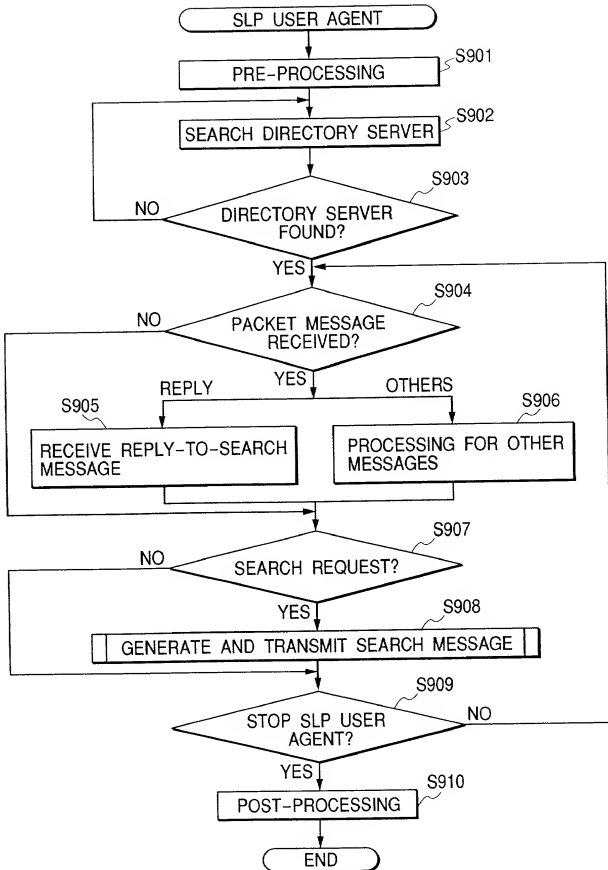 SLP USER AGENT
S901
PRE-PROCESSING
S902
SEARCH DIRECTORY SERVER
S903
NO
DIRECTORY SERVER
FOUND?
YES
S904
NO
PACKET MESSAGE
RECEIVED?
YES
REPLY
OTHERS
S905
S906
RECEIVE REPLY-TO-SEARCH
MESSAGE
PROCESSING FOR OTHER
MESSAGES
S907
NO
SEARCH REQUEST?
YES
S908
GENERATE AND TRANSMIT SEARCH MESSAGE
S909
STOP SLP USER
AGENT?
NO
YES
S910
POST-PROCESSING
END